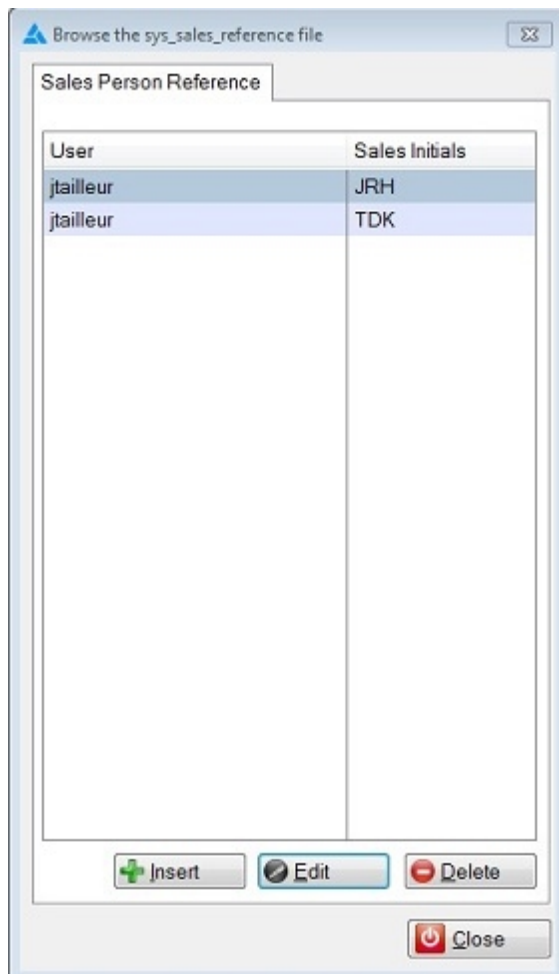 Browse the sys_sales_reference file
Sales Person Reference
User Sales Initials
jtailleur JRH
jtailleur TDK
Insert Edit Delete
Close